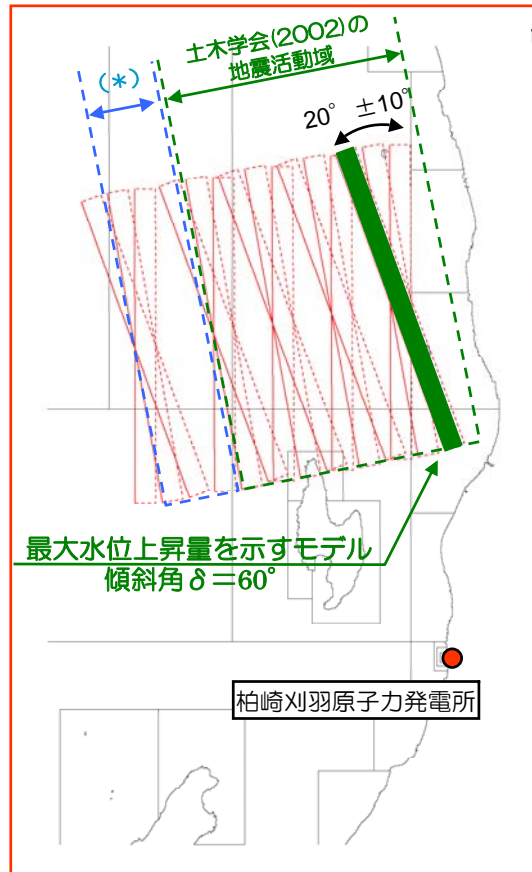 土木学会(2002)の
地震活動域
(*)
20° ±10°
最大水位上昇量を示すモデル
傾斜角δ=60°
柏崎刈羽原子力発電所